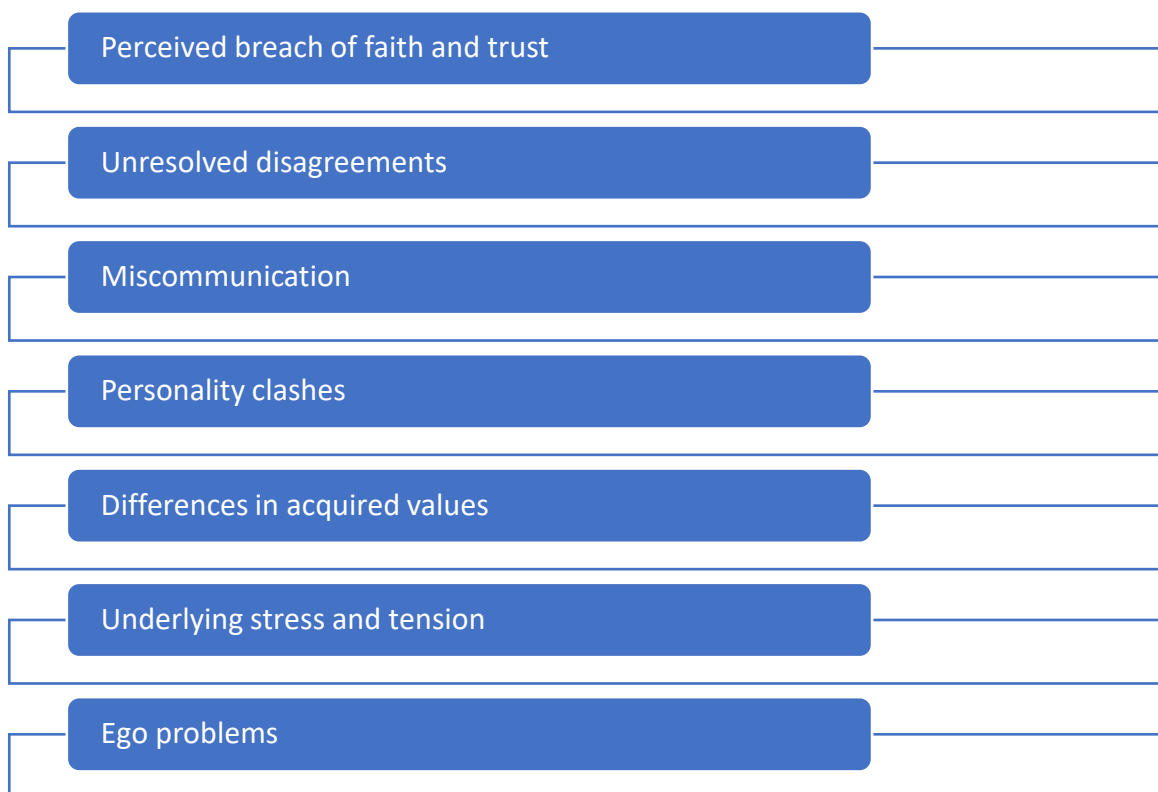 Perceived breach of faith and trust
Unresolved disagreements
Miscommunication
Personality clashes
Differences in acquired values
Underlying stress and tension
Ego problems